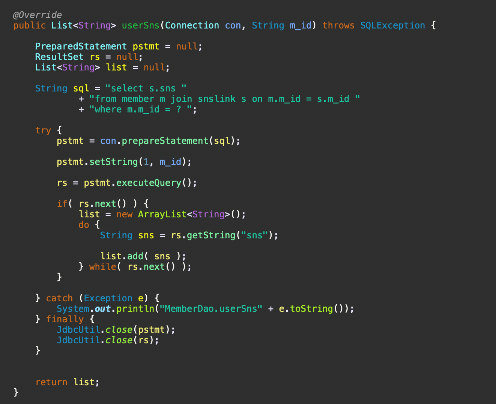 @Override
public List<String> userSns(Connection con, String m_id) throws SQLException {
PreparedStatement pstmt = null;
ResultSet rs = null;
List<String> list = null;
String sql = "select s.sns "
+ "from member m join snslink s on m.m_id = s.m_id "
+ "where m.m_id = ? ";
try {
pstmt = con.prepareStatement(sql);
pstmt.setString(1, m_id);
rs = pstmt.executeQuery();
if( rs.next() ) {
list = new ArrayList<String>();
do {
String sns = rs.getString("sns");
list.add( sns );
} while( rs.next() );
}
} catch (Exception e) {
System.out.println("MemberDao.userSns" + e.toString());
} finally {
JdbcUtil.close(pstmt);
JdbcUtil.close(rs);
}
return list;
}